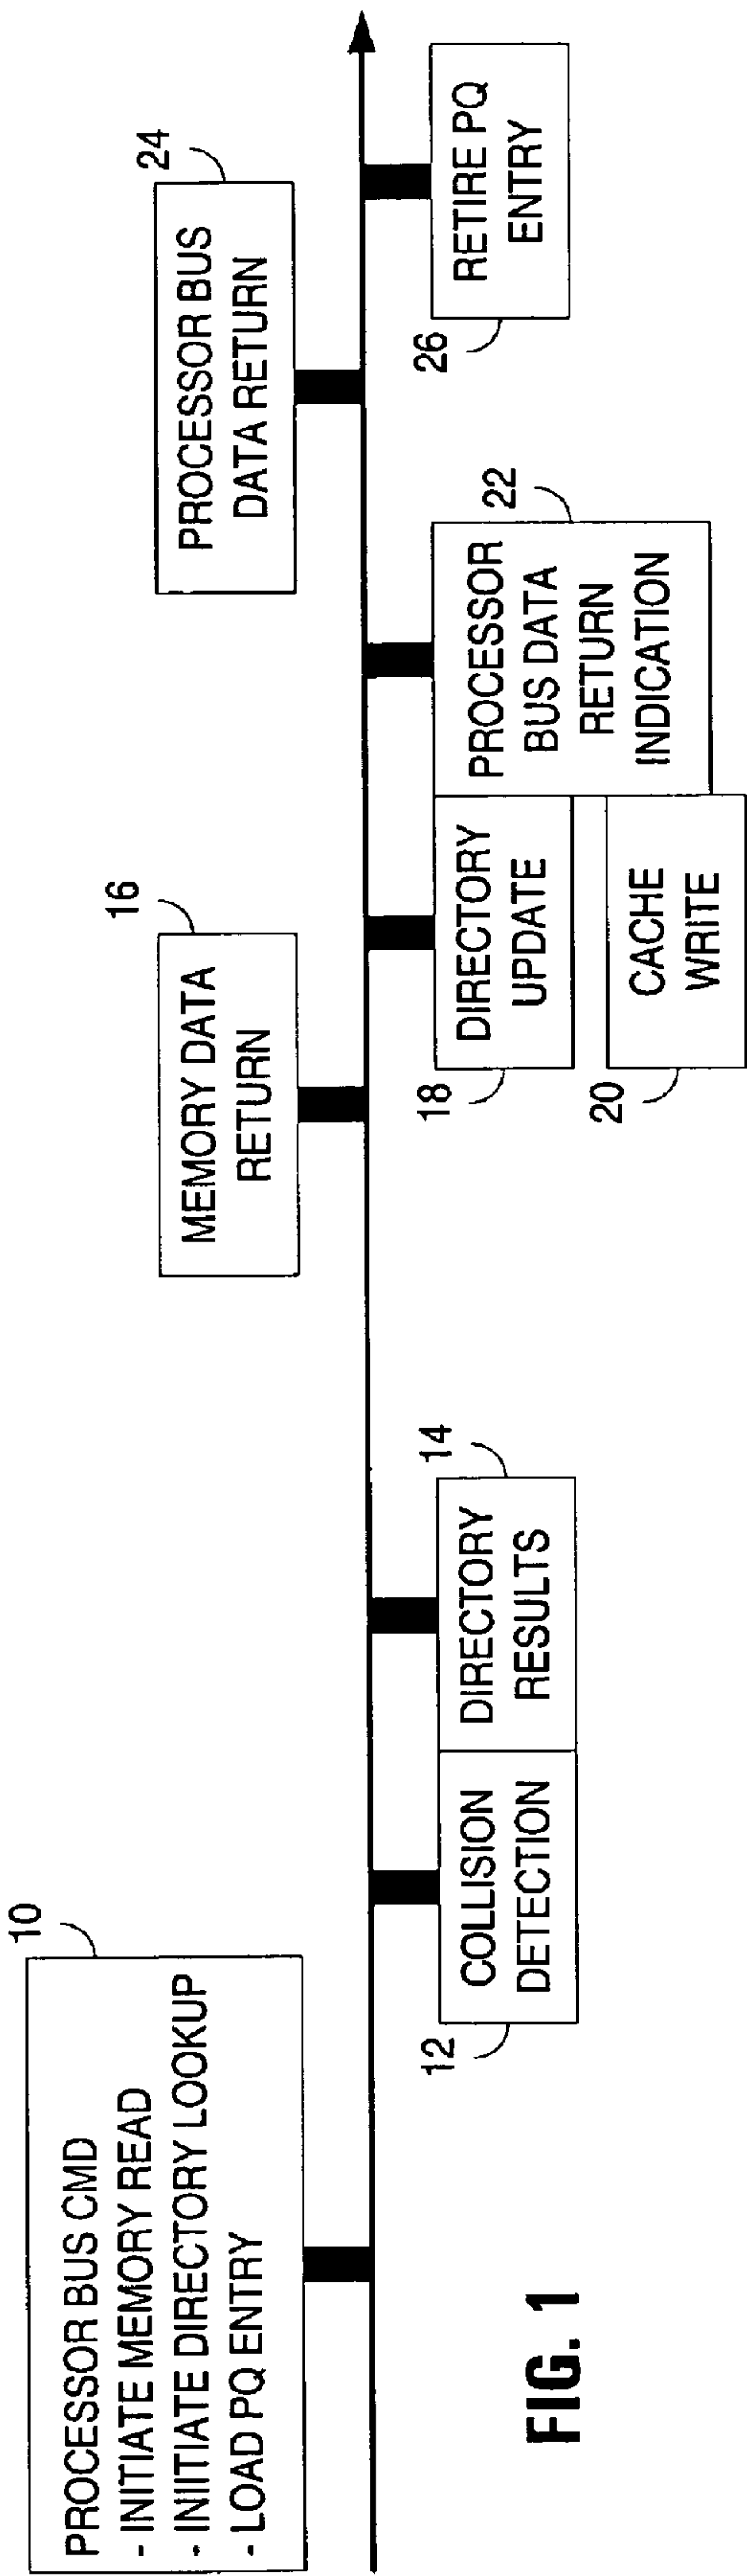 10
PROCESSOR BUS CMD
- INITIATE MEMORY READ
- INIITIATE DIRECTORY LOOKUP
- LOAD PQ ENTRY
12
COLLISION
DETECTION
14
DIRECTORY
RESULTS
16
MEMORY DATA
RETURN
18
DIRECTORY
UPDATE
20
CACHE
WRITE
22
PROCESSOR
BUS DATA
RETURN
INDICATION
24
PROCESSOR BUS
DATA RETURN
26
RETIRE PQ
ENTRY
FIG. 1